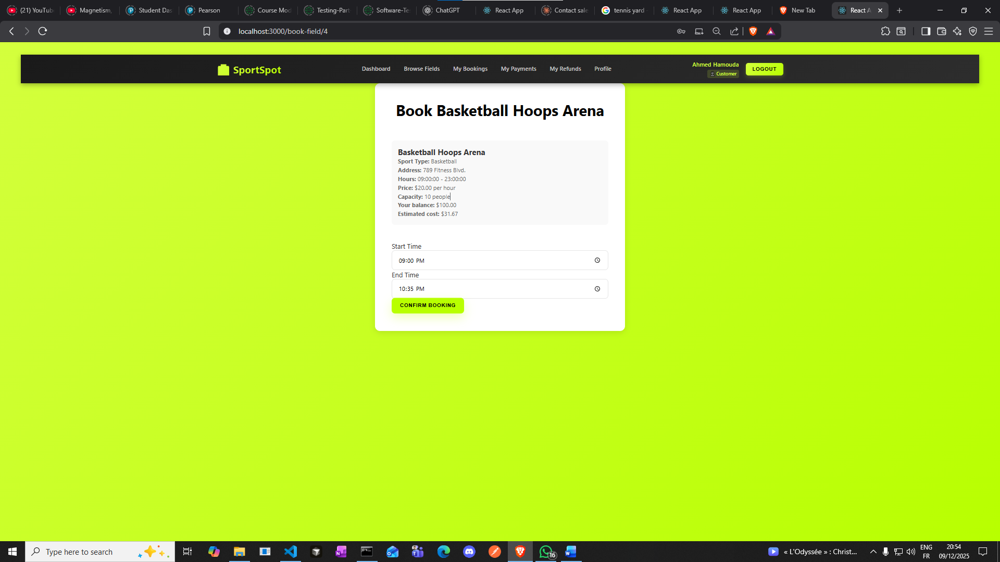 (21) YouTub
Magnetism,
Student Das
Pearson
Course Mod
Testing-Part
Software-Te
ChatGPT
React App
Contact sale
tennis yard
React App
React App
New Tab
React A
localhost:3000/book-field/4
SportSpot
Dashboard
Browse Fields
My Bookings
My Payments
My Refunds
Profile
Ahmed Hamouda
Customer
LOGOUT
Book Basketball Hoops Arena
Basketball Hoops Arena
Sport Type: Basketball
Address: 789 Fitness Blvd.
Hours: 09:00:00 - 23:00:00
Price: $20.00 per hour
Capacity: 10 people
Your balance: $100.00
Estimated cost: $31.67
Start Time
09:00 PM
End Time
10:35 PM
CONFIRM BOOKING
Type here to search
16
« L'Odyssée » : Christ...
ENG
FR
20:54
09/12/2025